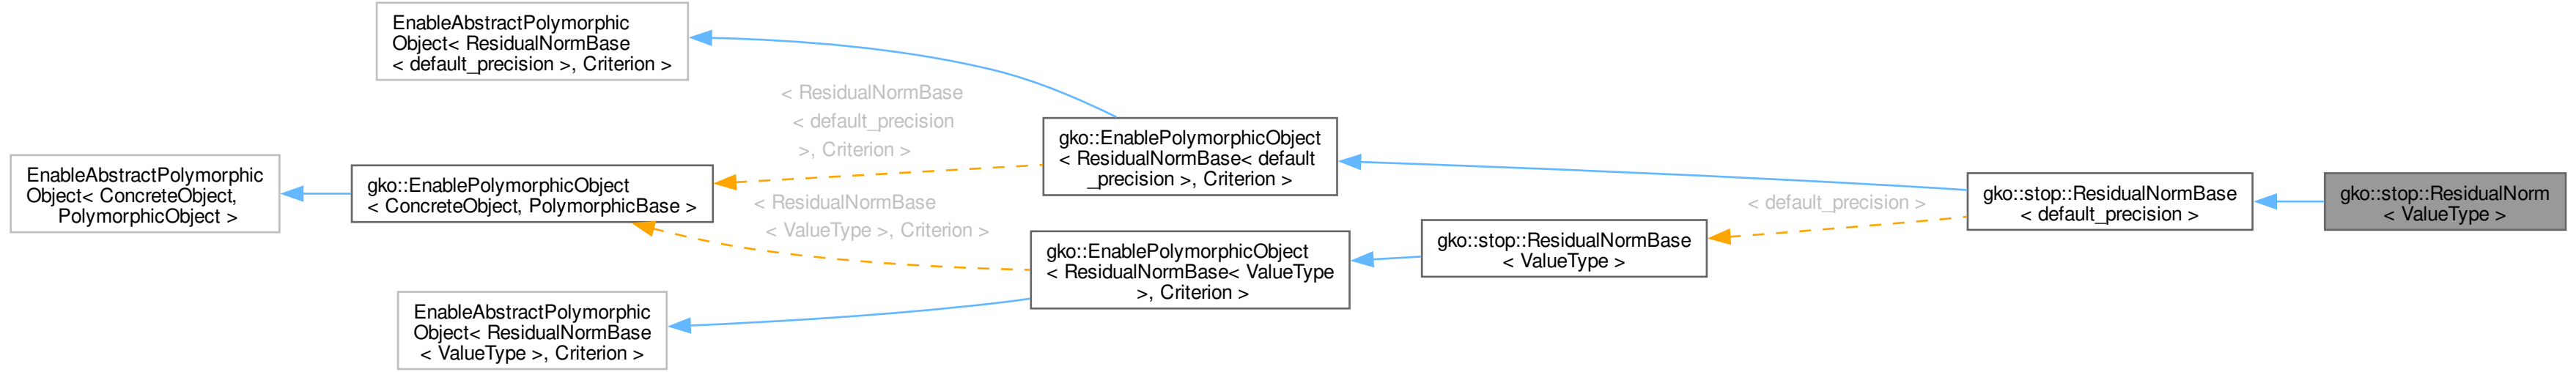 EnableAbstractPolymorphic
Object< ResidualNormBase
< default_precision >, Criterion >
< ResidualNormBase
< default_precision
>, Criterion >
gko::EnablePolymorphicObject
< ResidualNormBase< default
_precision >, Criterion >
EnableAbstractPolymorphic
Object< ConcreteObject,
PolymorphicObject >
gko::EnablePolymorphicObject
< ConcreteObject, PolymorphicBase >
< ResidualNormBase
< ValueType >, Criterion >
gko::EnablePolymorphicObject
< ResidualNormBase< ValueType
>, Criterion >
gko::stop::ResidualNormBase
< ValueType >
< default_precision >
gko::stop::ResidualNormBase
< default_precision >
gko::stop::ResidualNorm
< ValueType >
EnableAbstractPolymorphic
Object< ResidualNormBase
< ValueType >, Criterion >